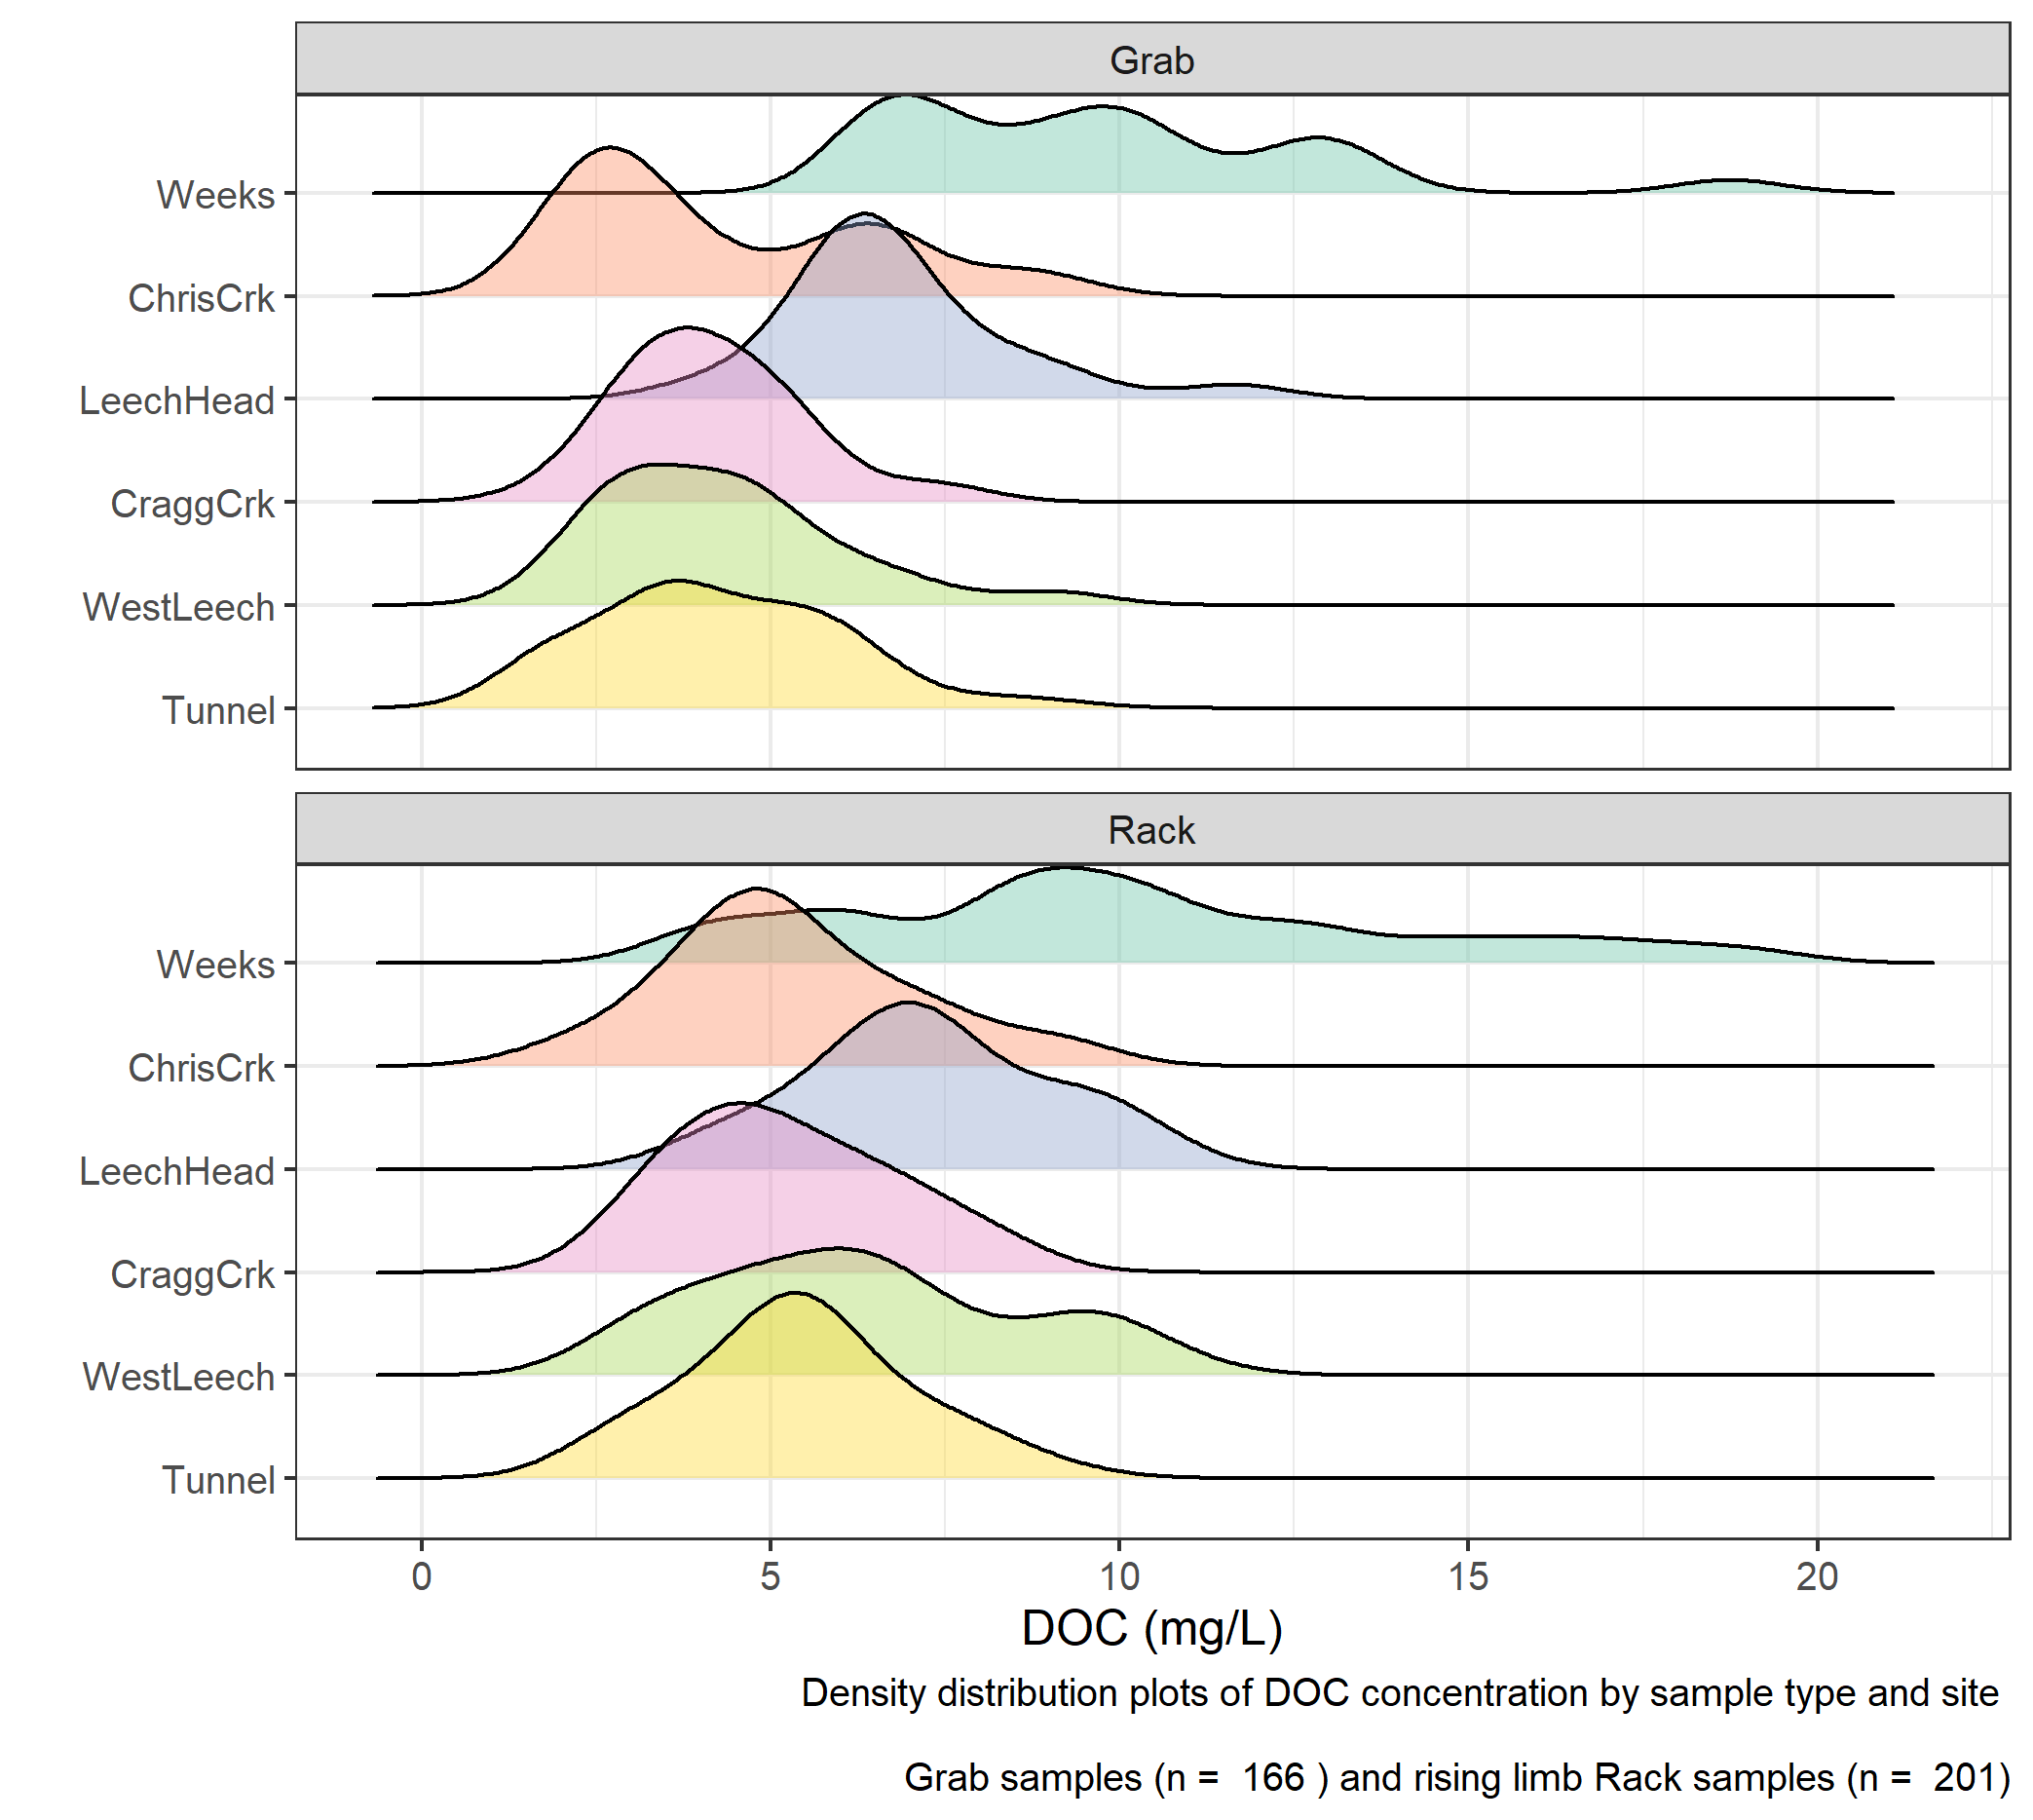 Grab
Weeks
ChrisCrk
LeechHead
CraggCrk
WestLeech
Tunnel
Rack
Weeks
ChrisCrk
LeechHead
CraggCrk
WestLeech
Tunnel
0 5 10 15 20
DOC (mg/L)
Density distribution plots of DOC concentration by sample type and site
Grab samples (n =  166 ) and rising limb Rack samples (n =  201)